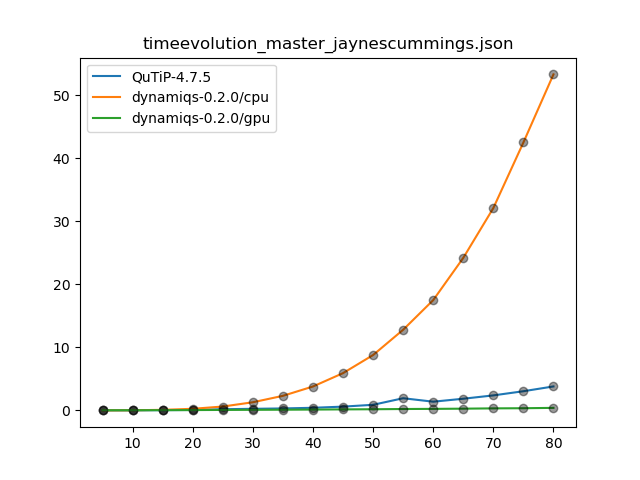 timeevolution_master_jaynescummings.json
QuTiP-4.7.5
dynamiqs-0.2.0/cpu
dynamiqs-0.2.0/gpu
50
40
30
20
10
0
10 20 30 40 50 60 70 80